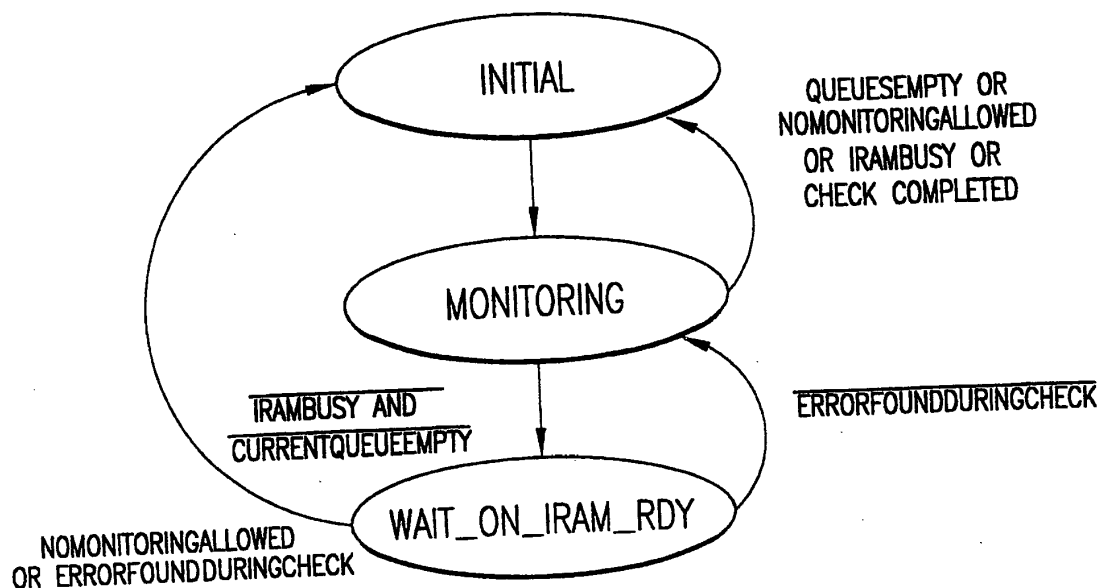 INITIAL
QUEUESEMPTY OR
NOMONITORINGALLOWED
OR IRAMBUSY OR
CHECK COMPLETED
MONITORING
IRAMBUSY AND
CURRENTQUEUEEMPTY
ERRORFOUNDDURINGCHECK
WAIT_ON_IRAM_RDY
NOMONITORINGALLOWED
OR ERRORFOUNDDURINGCHECK